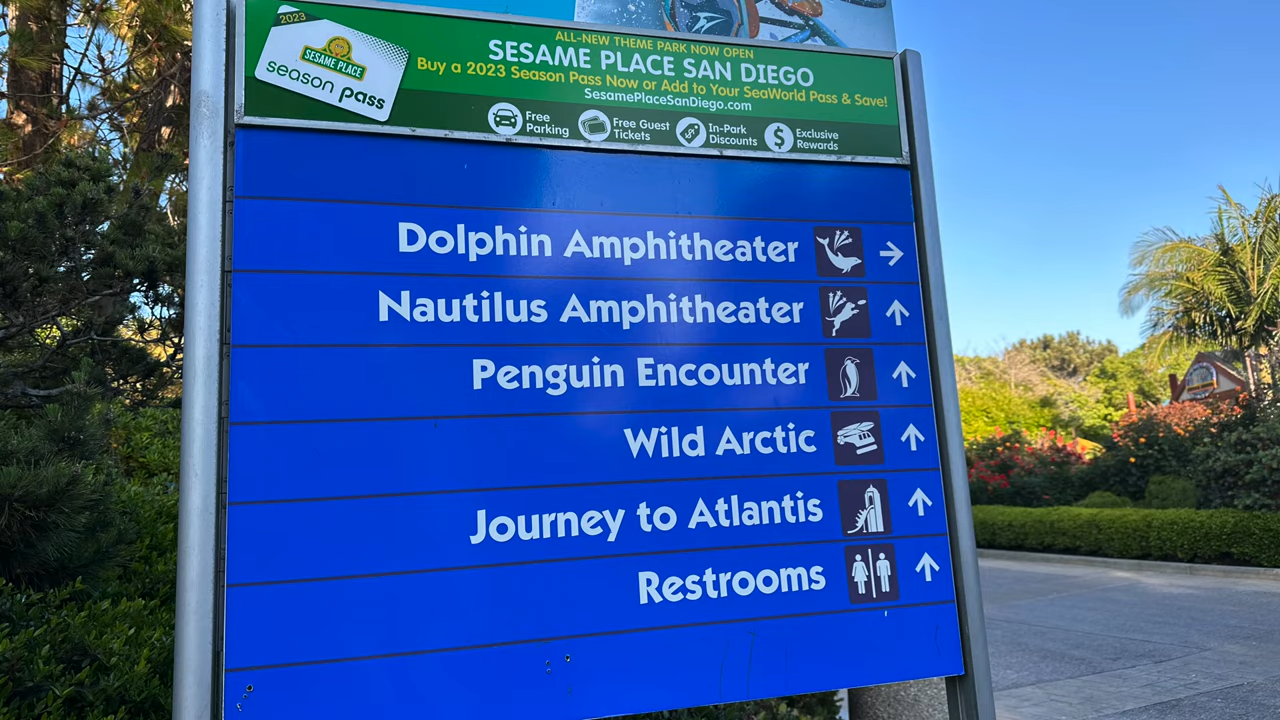 2023
SESAME PLACE
season pass
ALL-NEW THEME PARK NOW OPEN
SESAME PLACE SAN DIEGO
Buy a 2023 Season Pass Now or Add to Your SeaWorld Pass & Save!
SesamePlaceSanDiego.com
Free Parking
Free Guest Tickets
In-Park Discounts
Exclusive Rewards
Dolphin Amphitheater →
Nautilus Amphitheater ↑
Penguin Encounter ↑
Wild Arctic ↑
Journey to Atlantis ↑
Restrooms ↑